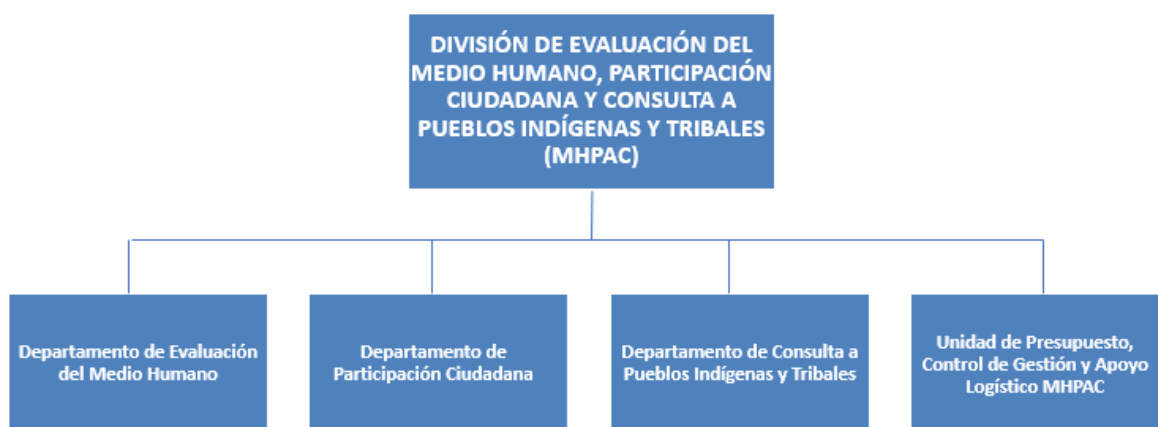 DIVISIÓN DE EVALUACIÓN DEL
MEDIO HUMANO, PARTICIPACIÓN
CIUDADANA Y CONSULTA A
PUEBLOS INDÍGENAS Y TRIBALES
(MHPAC)
Departamento de Evaluación
del Medio Humano
Departamento de
Participación Ciudadana
Departamento de Consulta a
Pueblos Indígenas y Tribales
Unidad de Presupuesto,
Control de Gestión y Apoyo
Logístico MHPAC